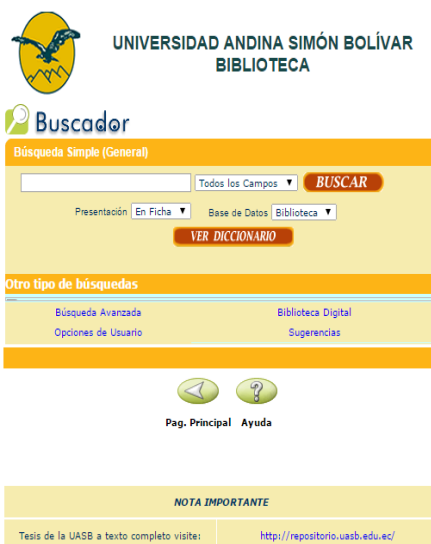 UNIVERSIDAD ANDINA SIMÓN BOLÍVAR
BIBLIOTECA
Buscador
Búsqueda Simple (General)
Todos los Campos BUSCAR
Presentación En Ficha Base de Datos Biblioteca
VER DICCIONARIO
Otro tipo de búsquedas
Búsqueda Avanzada Biblioteca Digital
Opciones de Usuario Sugerencias
?
Pag. Principal Ayuda
NOTA IMPORTANTE
Tesis de la UASB a texto completo visite: http://repositorio.uasb.edu.ec/